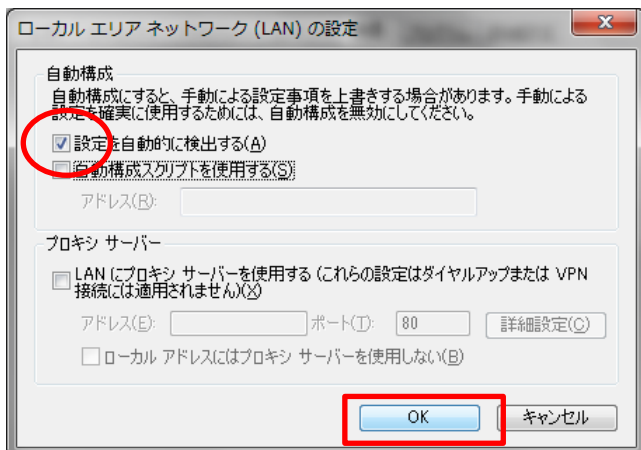 ローカル エリア ネットワーク (LAN) の設定
自動構成
自動構成にすると、手動による設定事項を上書きする場合があります。手動による
設定を確実に使用するためには、自動構成を無効にしてください。
設定を自動的に検出する(A)
自動構成スクリプトを使用する(S)
アドレス(R):
プロキシ サーバー
LAN にプロキシ サーバーを使用する (これらの設定はダイヤルアップまたは VPN
接続には適用されません)(X)
アドレス(E): ポート(T): 80 詳細設定(C)
ローカル アドレスにはプロキシ サーバーを使用しない(B)
OK キャンセル